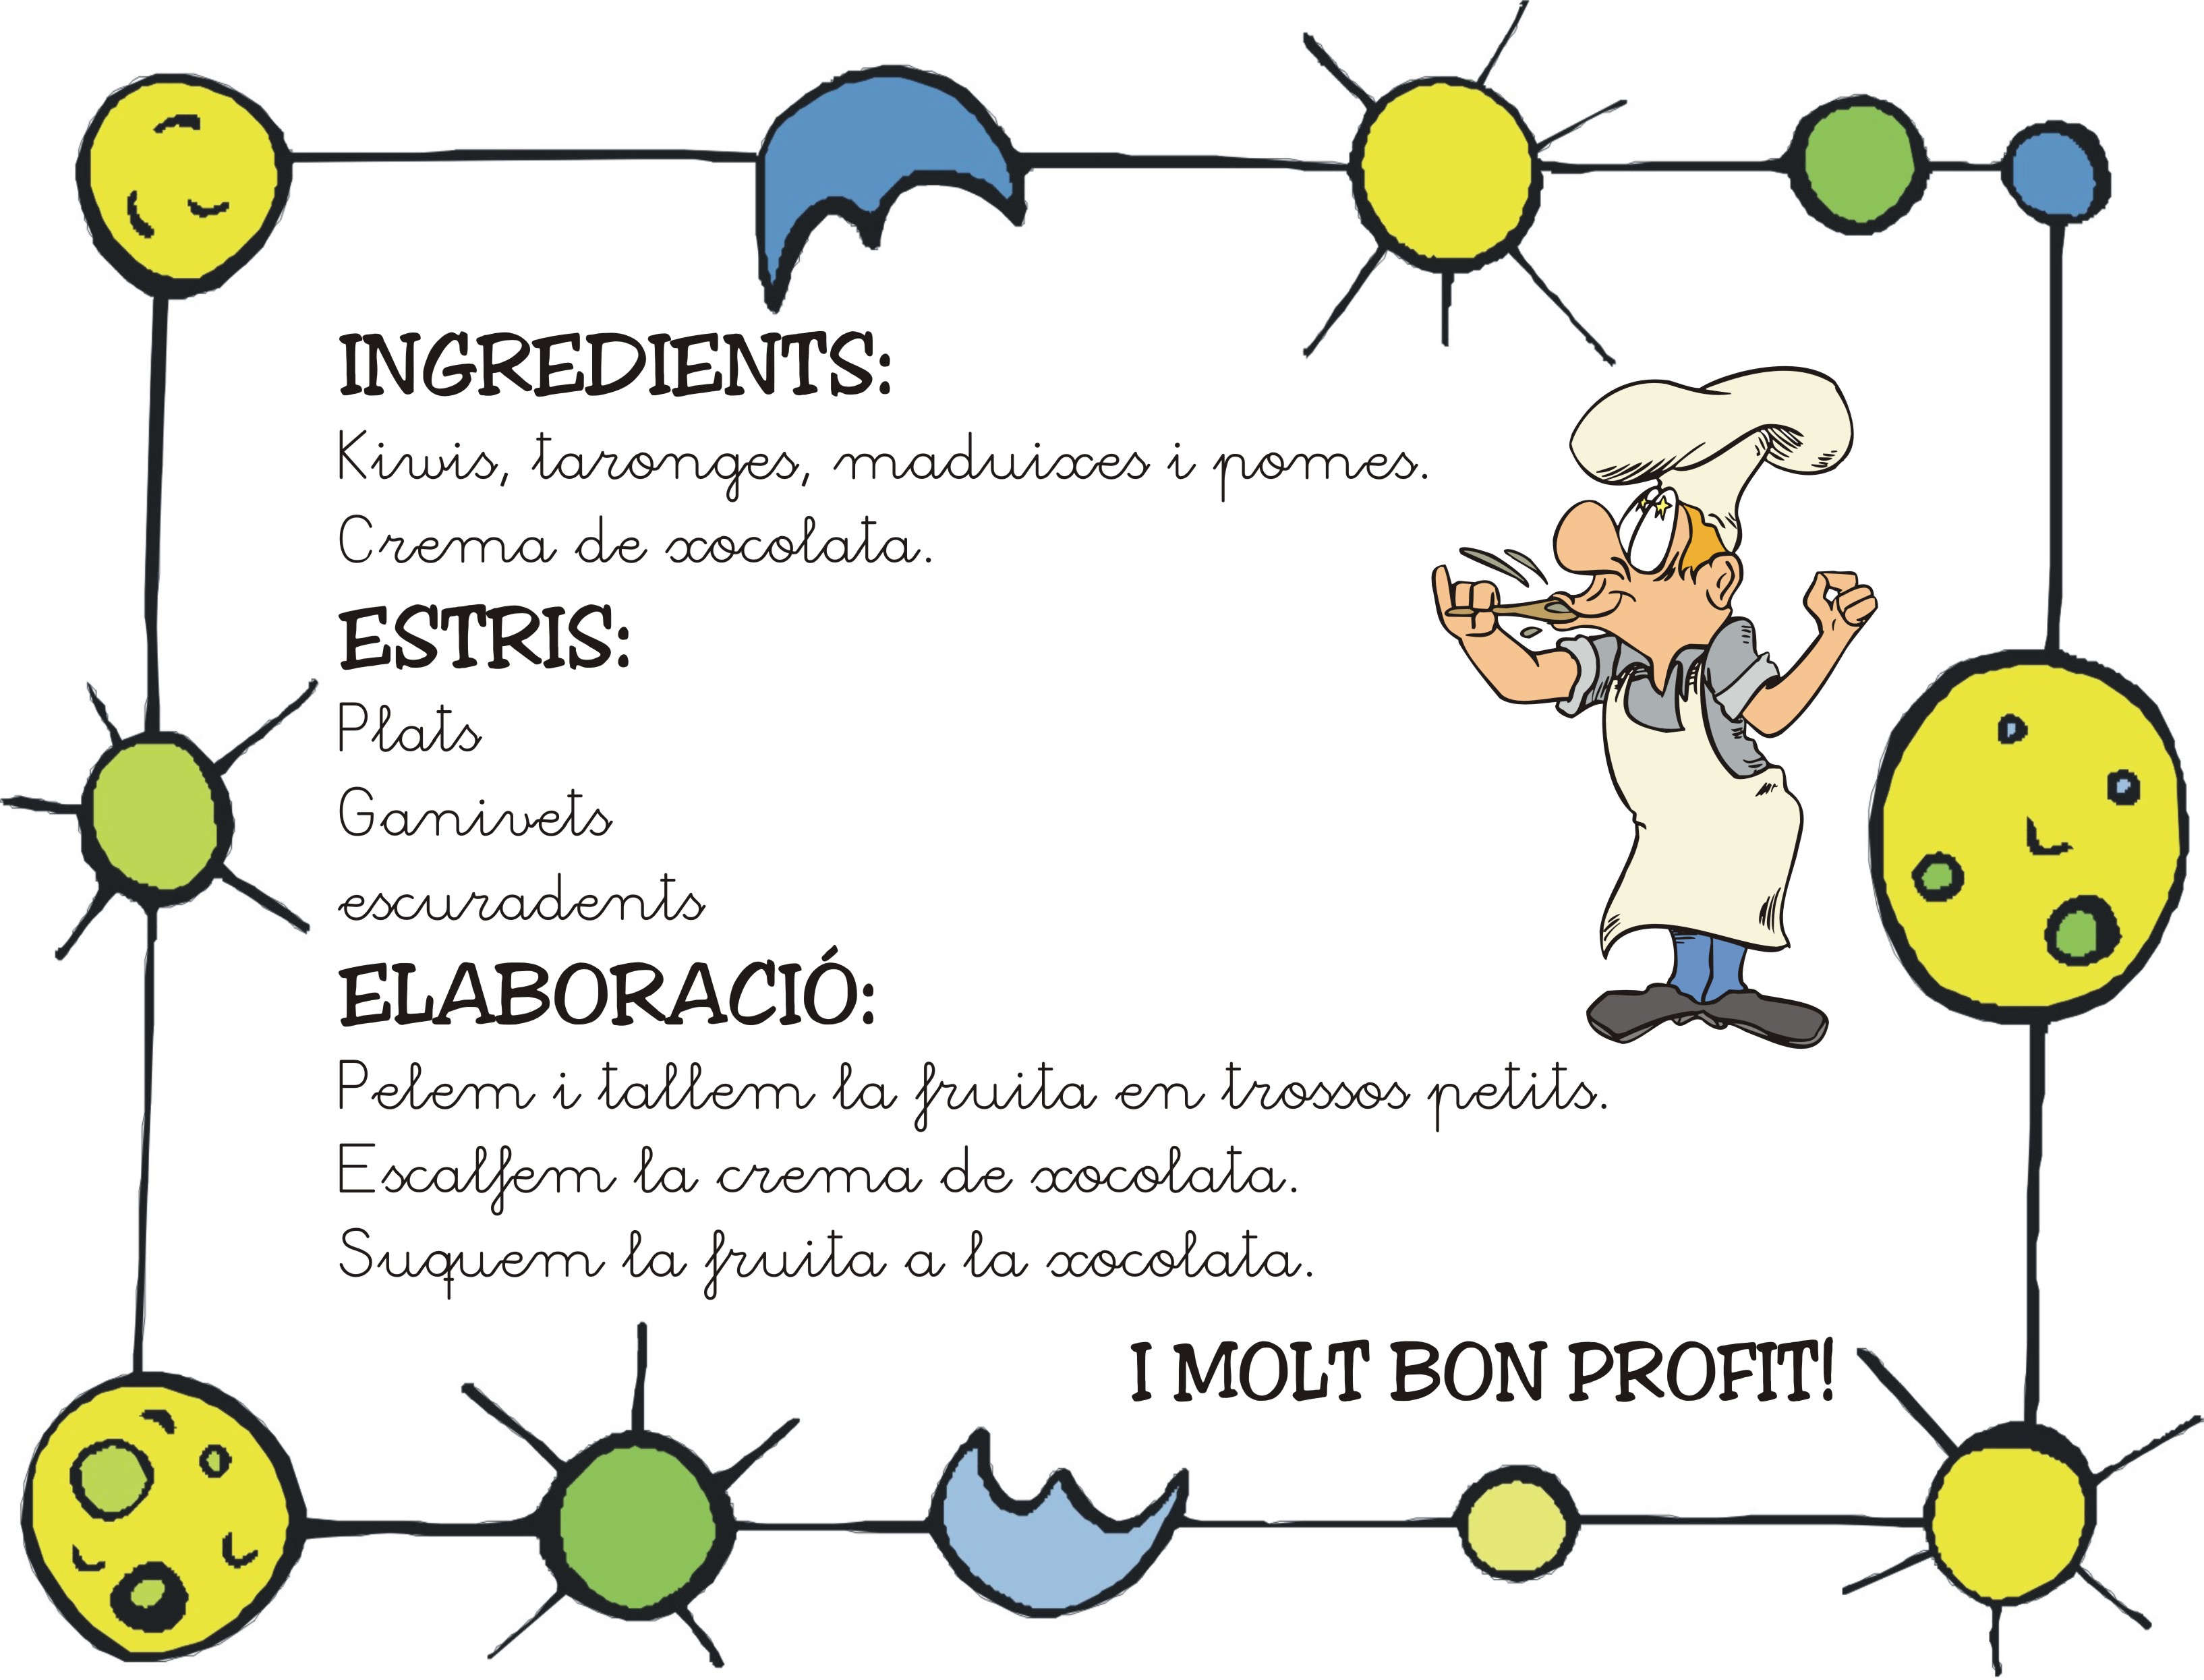 INGREDIENTS:
Kiwis, taronges, maduixes i pomes.
Crema de xocolata.
ESTRIS:
Plats
Ganivets
escuradents
ELABORACIÓ:
Pelem i tallem la fruita en trossos petits.
Escalfem la crema de xocolata.
Suquem la fruita a la xocolata.
I MOLT BON PROFIT!